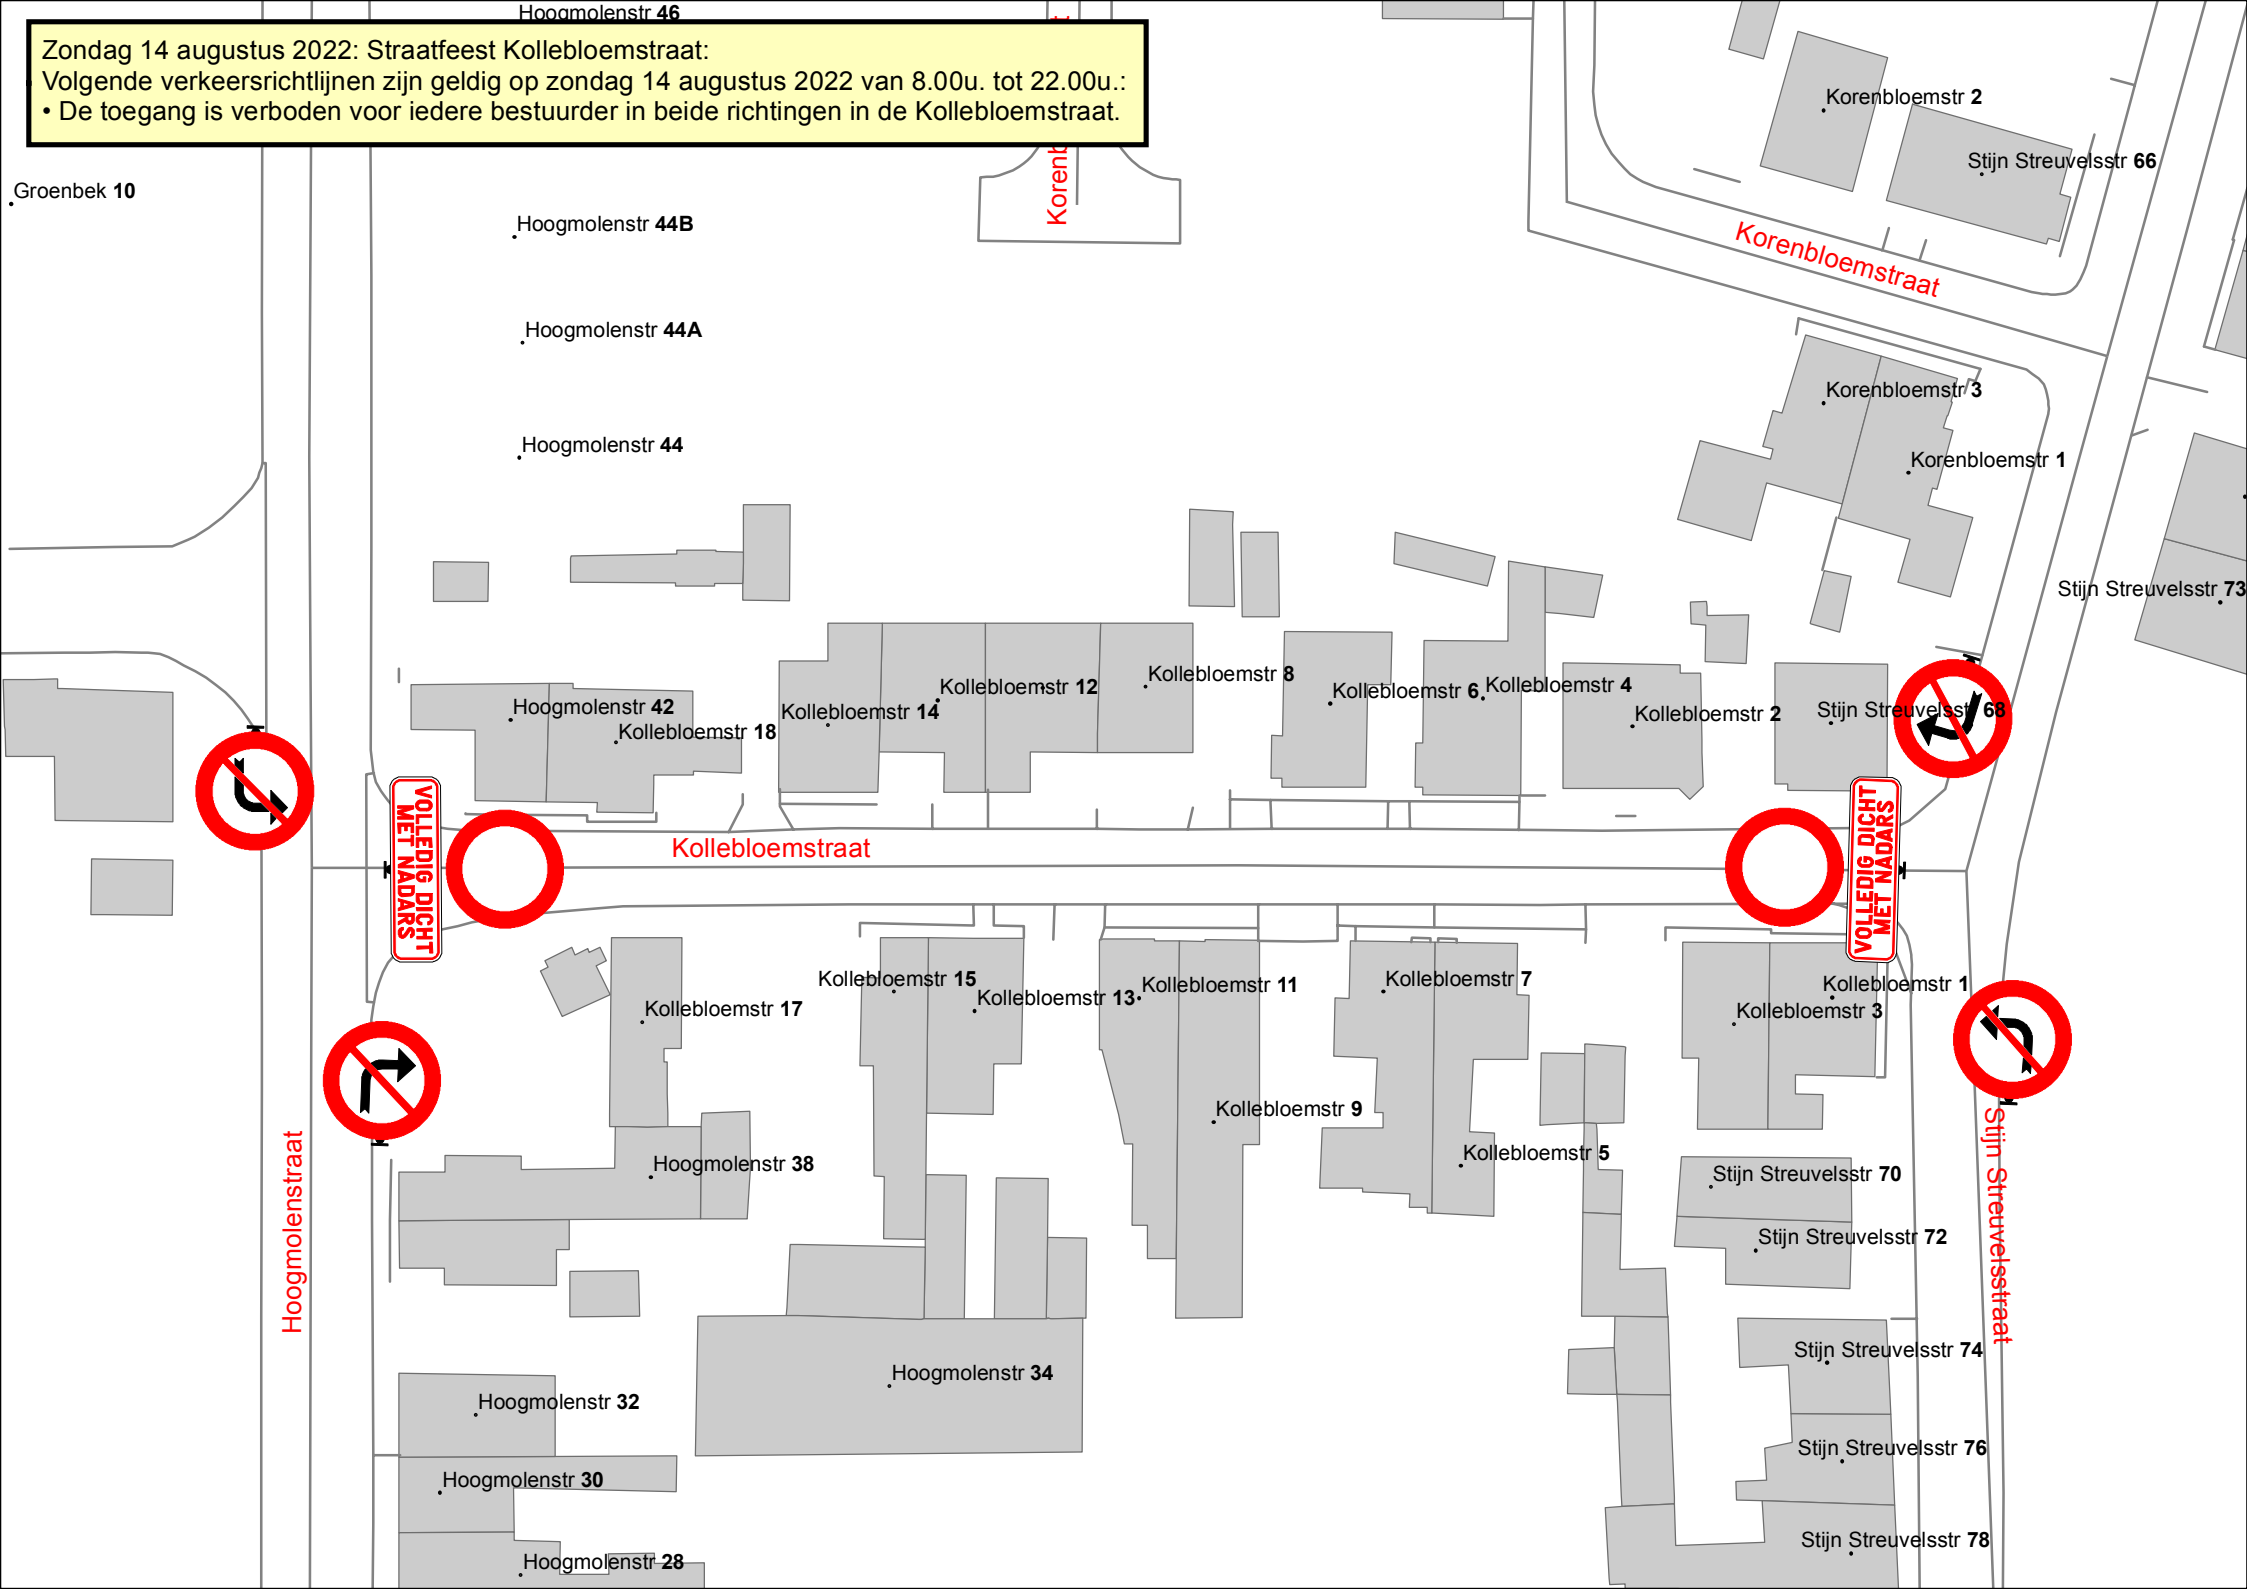 Hoogmolenstr 46
Zondag 14 augustus 2022: Straatfeest Kollebloemstraat:
Volgende verkeersrichtlijnen zijn geldig op zondag 14 augustus 2022 van 8.00u. tot 22.00u.:
• De toegang is verboden voor iedere bestuurder in beide richtingen in de Kollebloemstraat.
Korenbloemstr 2
Stijn Streuvelsstr 66
Groenbek 10
Hoogmolenstr 44B
Korenb
Korenbloemstraat
Hoogmolenstr 44A
Korenbloemstr 3
Hoogmolenstr 44
Korenbloemstr 1
Stijn Streuvelsstr 73
Kollebloemstr 8
Kollebloemstr 12
Kollebloemstr 6
Kollebloemstr 4
Hoogmolenstr 42
Kollebloemstr 14
Kollebloemstr 2
Stijn Streuvelsstr 68
Kollebloemstr 18
VOLLEDIG DICHT
MET NADARS
Kollebloemstraat
VOLLEDIG DICHT
MET NADARS
Kollebloemstr 15
Kollebloemstr 13
Kollebloemstr 11
Kollebloemstr 7
Kollebloemstr 1
Kollebloemstr 17
Kollebloemstr 3
Kollebloemstr 9
Kollebloemstr 5
Hoogmolenstraat
Hoogmolenstr 38
Stijn Streuvelsstr 70
Stijn Streuvelsstraat
Stijn Streuvelsstr 72
Stijn Streuvelsstr 74
Hoogmolenstr 34
Hoogmolenstr 32
Stijn Streuvelsstr 76
Hoogmolenstr 30
Stijn Streuvelsstr 78
Hoogmolenstr 28